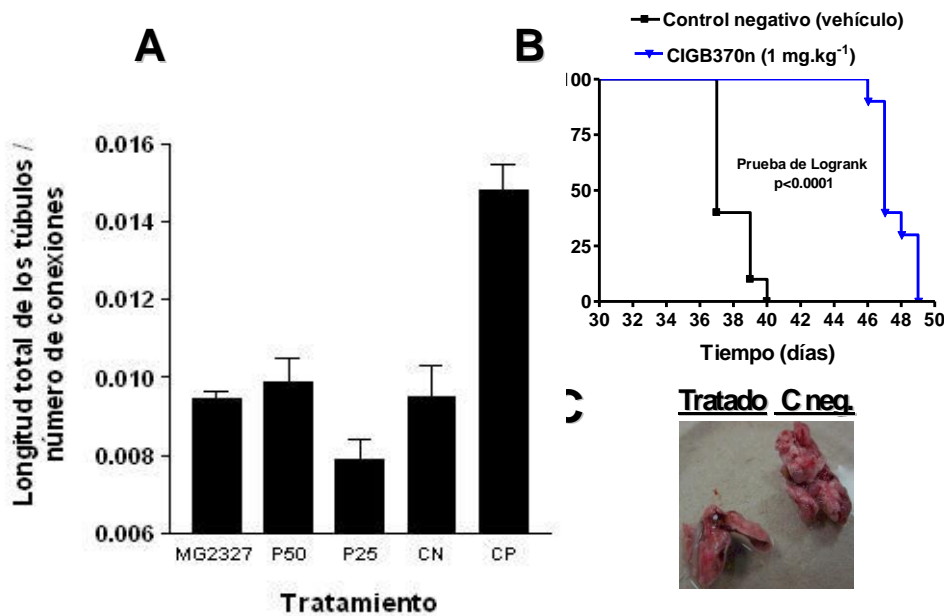 A
Longitud total de los túbulos /
número de conexiones
0.016
0.014
0.012
0.010
0.008
0.006
MG2327 P50 P25 CN CP
Tratamiento
B
Control negativo (vehículo)
CIGB370n (1 mg.kg-1)
100
75
50
25
0
Prueba de Logrank
p<0.0001
30 32 34 36 38 40 42 44 46 48 50
Tiempo (días)
C
Tratado C neg.